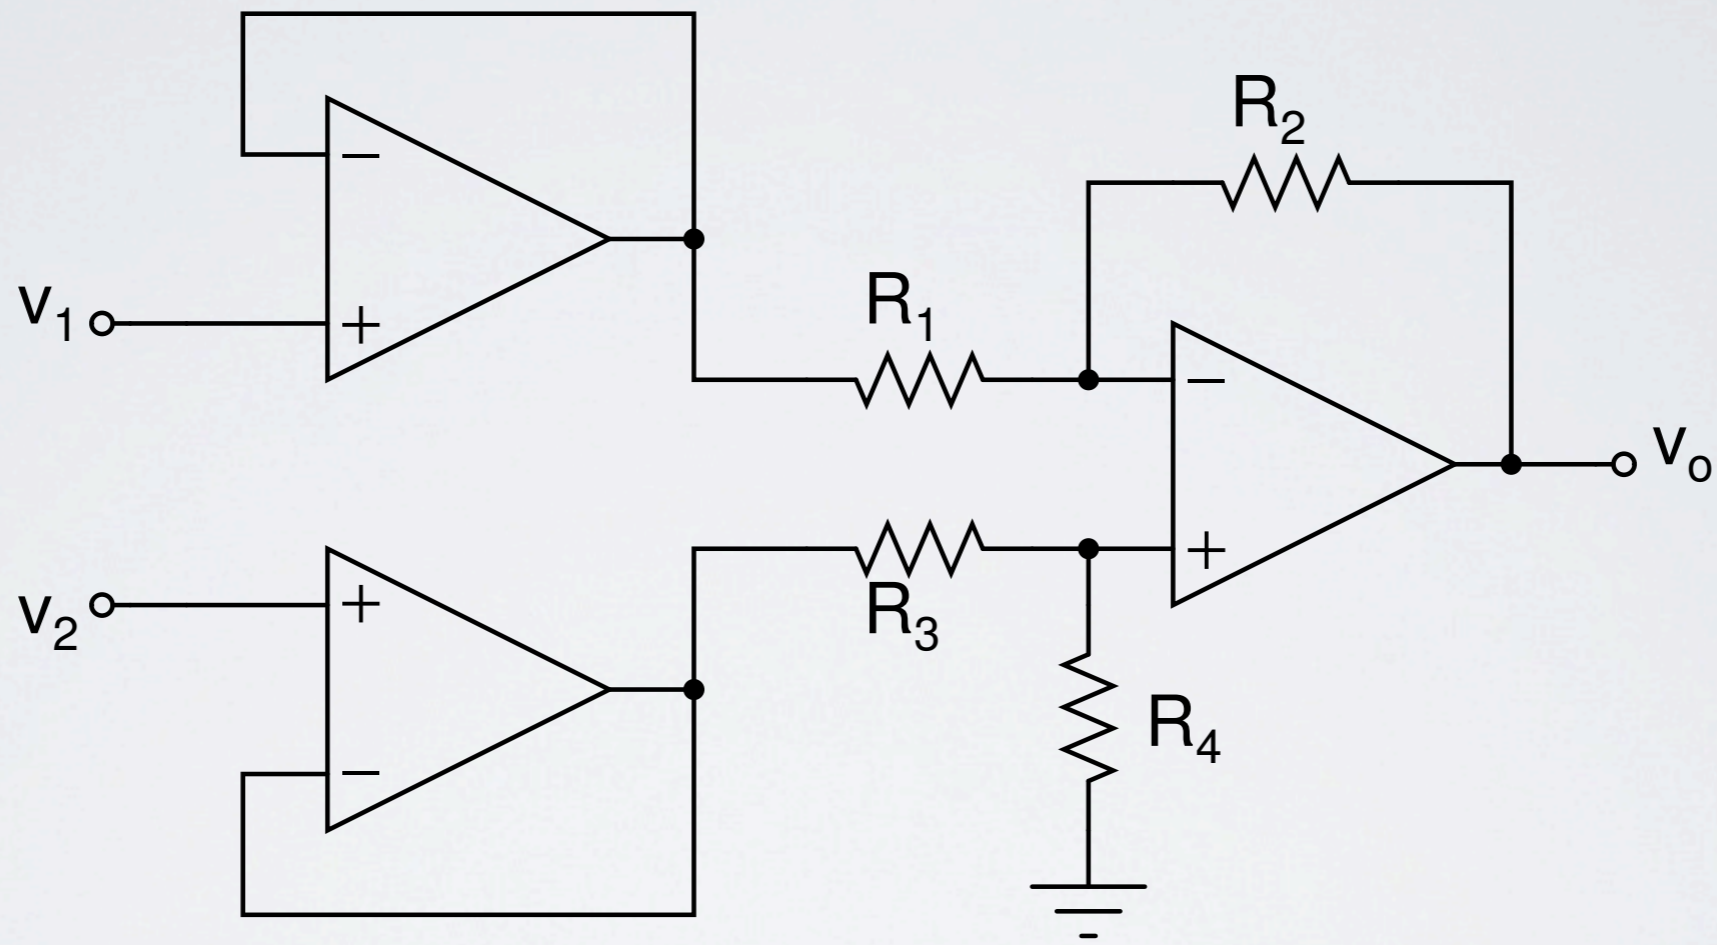 R₂
−
v₁
+
R₁
−
vₒ
+
+
v₂
R₃
−
R₄